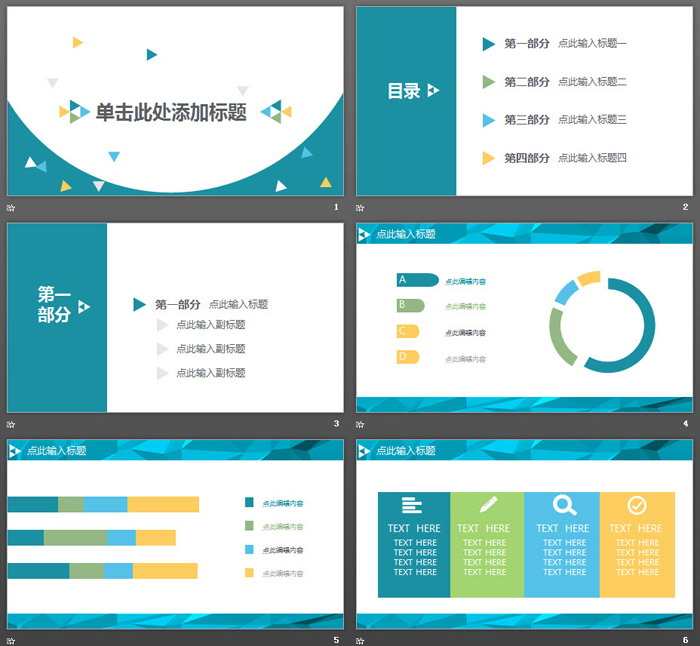 单击此处添加标题
1
目录
第一部分 点此输入标题一
第二部分 点此输入标题二
第三部分 点此输入标题三
第四部分 点此输入标题四
2
第一
部分
第一部分 点此输入标题
点此输入副标题
点此输入副标题
点此输入副标题
3
点此输入标题
A 点此编辑内容
B 点此编辑内容
C 点此编辑内容
D 点此编辑内容
4
点此输入标题
点此编辑内容
点此编辑内容
点此编辑内容
点此编辑内容
5
点此输入标题
TEXT HERE TEXT HERE TEXT HERE TEXT HERE
TEXT HERE TEXT HERE TEXT HERE TEXT HERE
TEXT HERE TEXT HERE TEXT HERE TEXT HERE
TEXT HERE TEXT HERE TEXT HERE TEXT HERE
TEXT HERE TEXT HERE TEXT HERE TEXT HERE
6